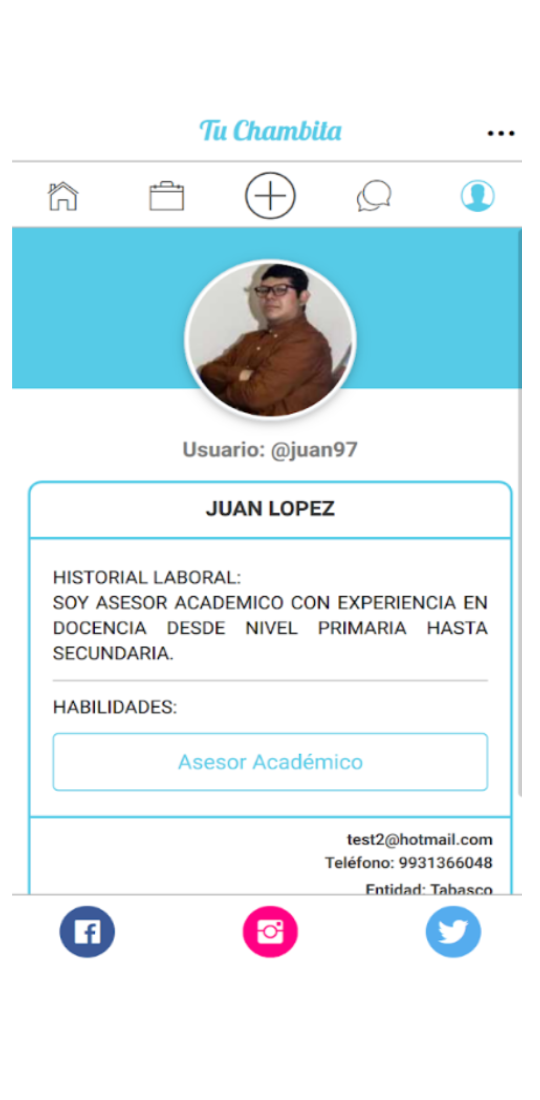 Tu Chambita
Usuario: @juan97
JUAN LOPEZ
HISTORIAL LABORAL:
SOY ASESOR ACADEMICO CON EXPERIENCIA EN
DOCENCIA DESDE NIVEL PRIMARIA HASTA
SECUNDARIA.
HABILIDADES:
Asesor Académico
test2@hotmail.com
Teléfono: 9931366048
Entidad: Tabasco